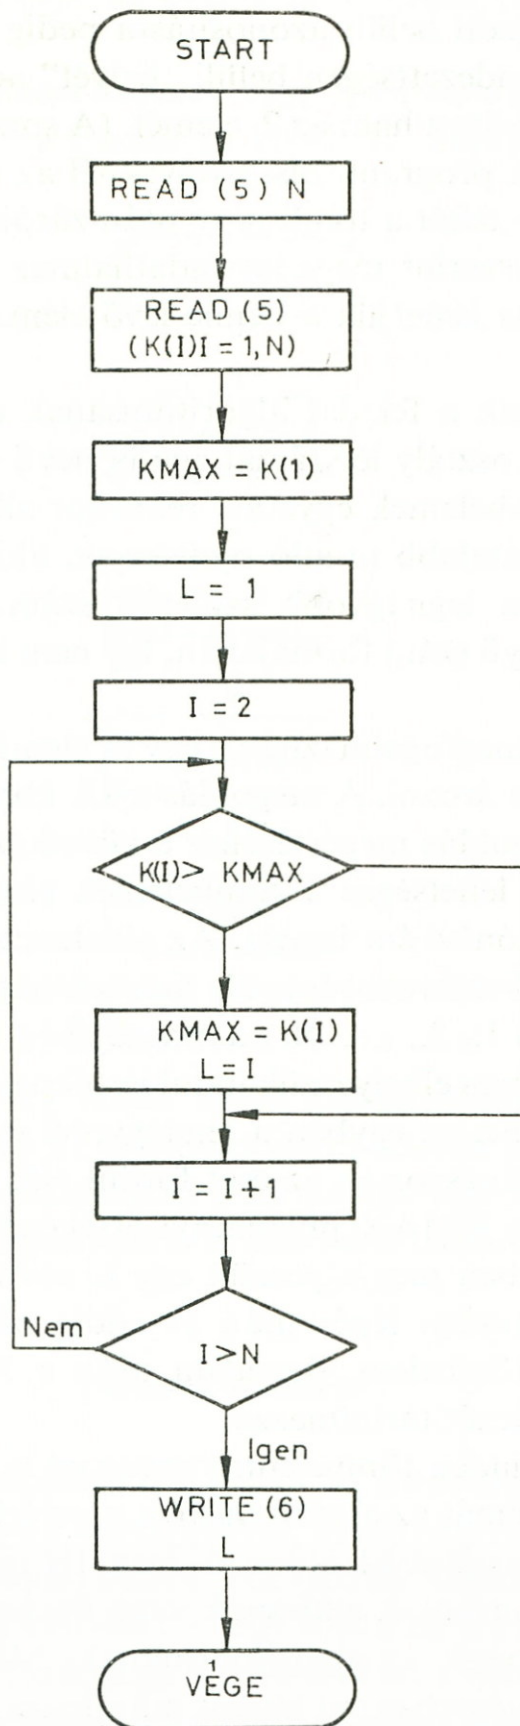 START
READ (5) N
READ (5)
(K(I)I = 1,N)
KMAX = K(1)
L = 1
I = 2
K(I)> KMAX
KMAX = K(I)
L = I
I = I+1
Nem
I>N
Igen
WRITE (6)
L
VÉGE